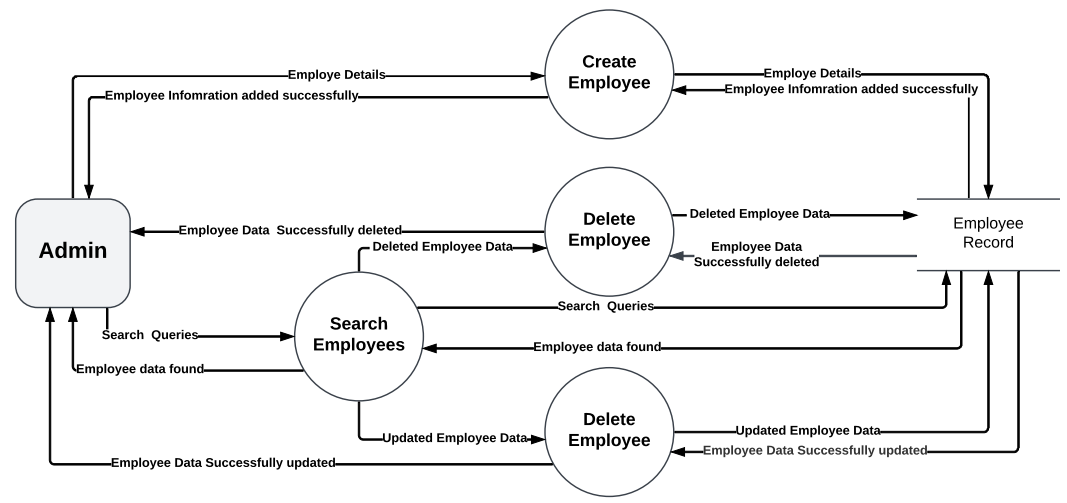 Create
Employee
Employe Details
Employe Details
Employee Infomration added successfully
Employee Infomration added successfully
Delete
Employee
Deleted Employee Data
Employee Data  Successfully deleted
Deleted Employee Data
Employee Data
Successfully deleted
Employee
Record
Admin
Search  Queries
Search
Employees
Search  Queries
Employee data found
Employee data found
Delete
Employee
Updated Employee Data
Updated Employee Data
Employee Data Successfully updated
Employee Data Successfully updated